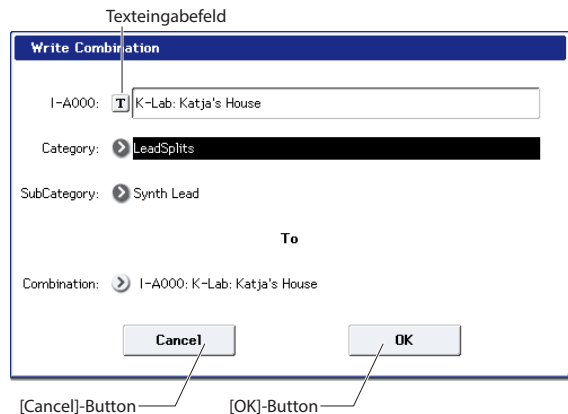 Texteingabefeld
Write Combination
I-A000: T K-Lab: Katja's House
Category: LeadSplits
SubCategory: Synth Lead
To
Combination: I-A000: K-Lab: Katja's House
Cancel OK
[Cancel]-Button [OK]-Button